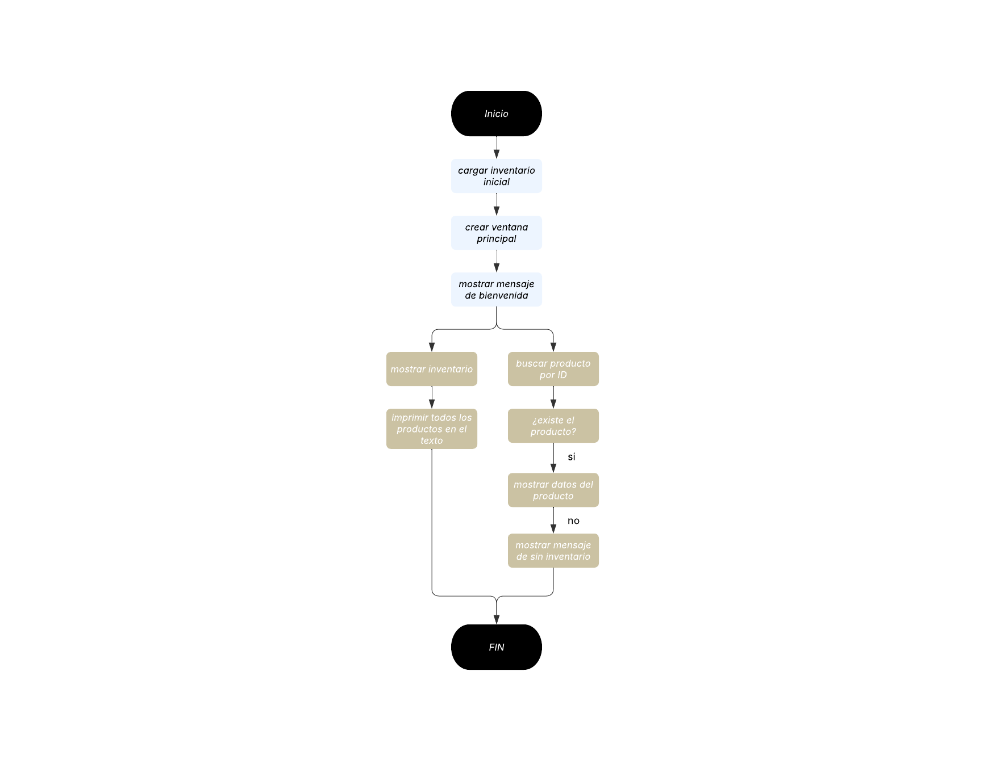 Inicio
cargar inventario
inicial
crear ventana
principal
mostrar mensaje
de bienvenida
mostrar inventario
imprimir todos los
productos en el
texto
buscar producto
por ID
¿existe el
producto?
si
mostrar datos del
producto
no
mostrar mensaje
de sin inventario
FIN